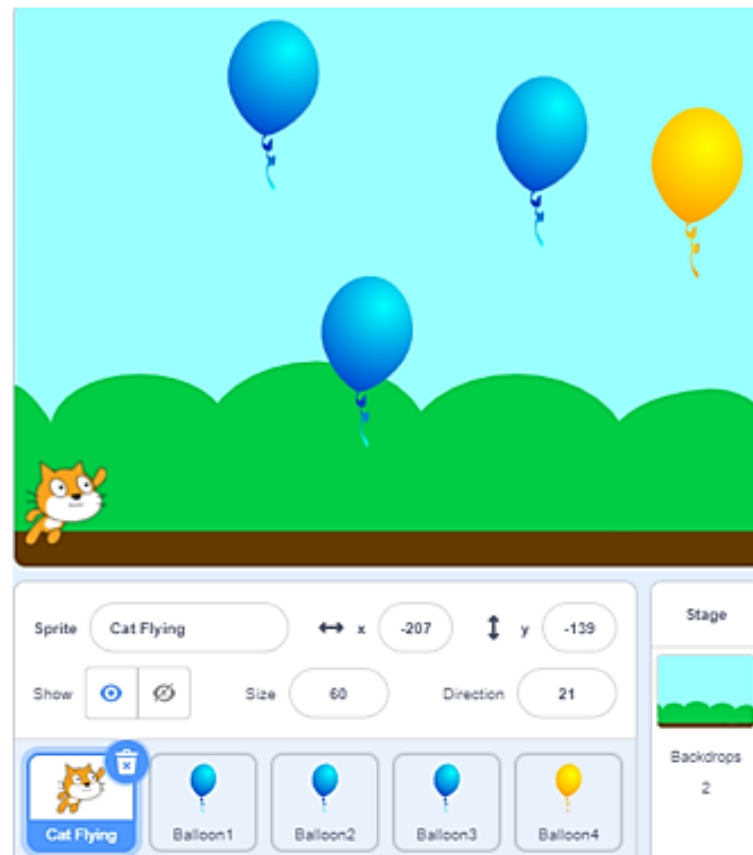 Sprite Cat Flying x -207 y -139 Stage
Show Size 60 Direction 21
Backdrops
2
Cat Flying Balloon1 Balloon2 Balloon3 Balloon4